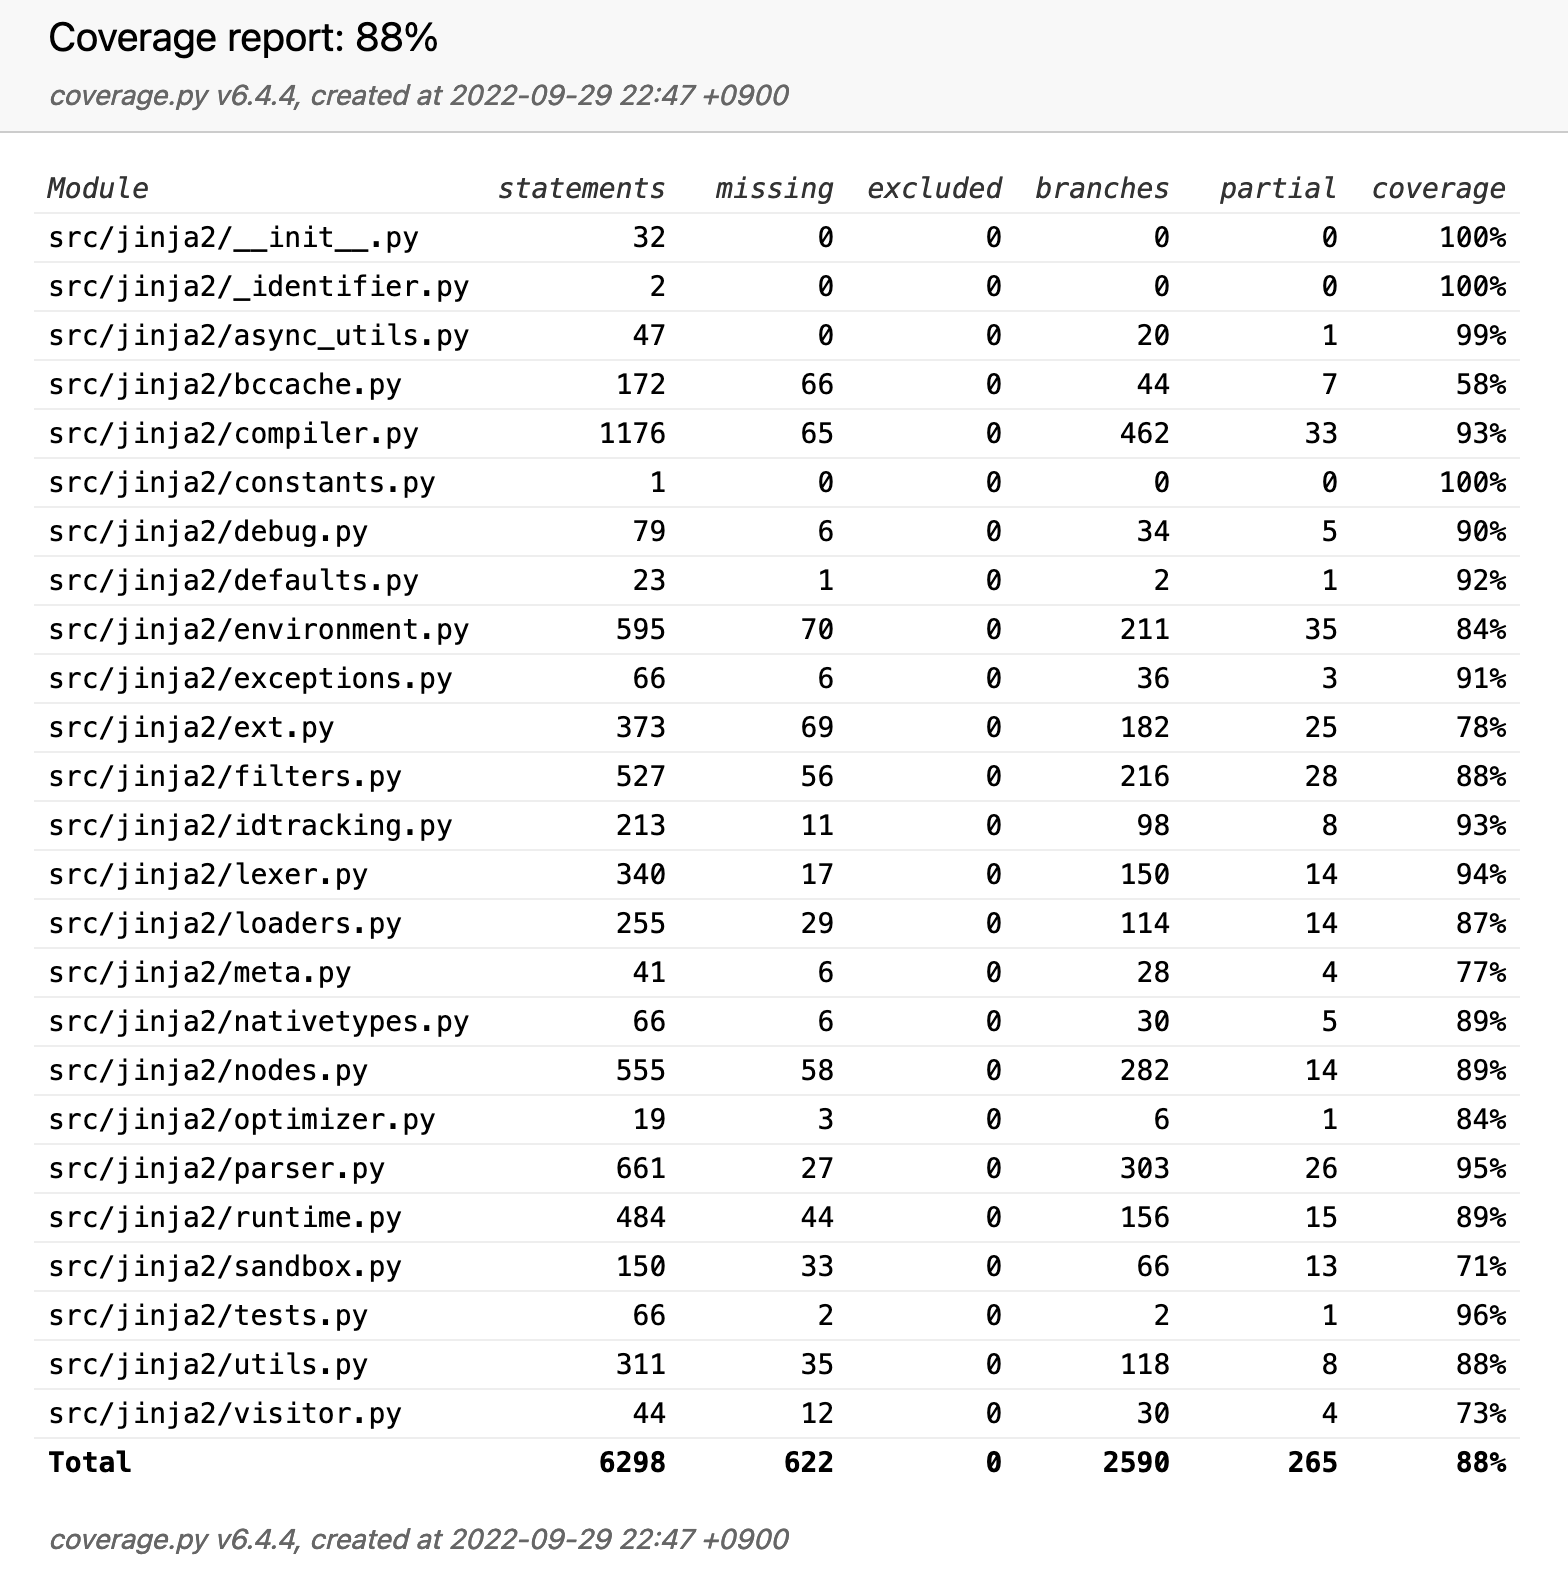 Coverage report: 88%
coverage.py v6.4.4, created at 2022-09-29 22:47 +0900
Module statements missing excluded branches partial coverage
src/jinja2/__init__.py 32 0 0 0 0 100%
src/jinja2/_identifier.py 2 0 0 0 0 100%
src/jinja2/async_utils.py 47 0 0 20 1 99%
src/jinja2/bccache.py 172 66 0 44 7 58%
src/jinja2/compiler.py 1176 65 0 462 33 93%
src/jinja2/constants.py 1 0 0 0 0 100%
src/jinja2/debug.py 79 6 0 34 5 90%
src/jinja2/defaults.py 23 1 0 2 1 92%
src/jinja2/environment.py 595 70 0 211 35 84%
src/jinja2/exceptions.py 66 6 0 36 3 91%
src/jinja2/ext.py 373 69 0 182 25 78%
src/jinja2/filters.py 527 56 0 216 28 88%
src/jinja2/idtracking.py 213 11 0 98 8 93%
src/jinja2/lexer.py 340 17 0 150 14 94%
src/jinja2/loaders.py 255 29 0 114 14 87%
src/jinja2/meta.py 41 6 0 28 4 77%
src/jinja2/nativetypes.py 66 6 0 30 5 89%
src/jinja2/nodes.py 555 58 0 282 14 89%
src/jinja2/optimizer.py 19 3 0 6 1 84%
src/jinja2/parser.py 661 27 0 303 26 95%
src/jinja2/runtime.py 484 44 0 156 15 89%
src/jinja2/sandbox.py 150 33 0 66 13 71%
src/jinja2/tests.py 66 2 0 2 1 96%
src/jinja2/utils.py 311 35 0 118 8 88%
src/jinja2/visitor.py 44 12 0 30 4 73%
Total 6298 622 0 2590 265 88%
coverage.py v6.4.4, created at 2022-09-29 22:47 +0900